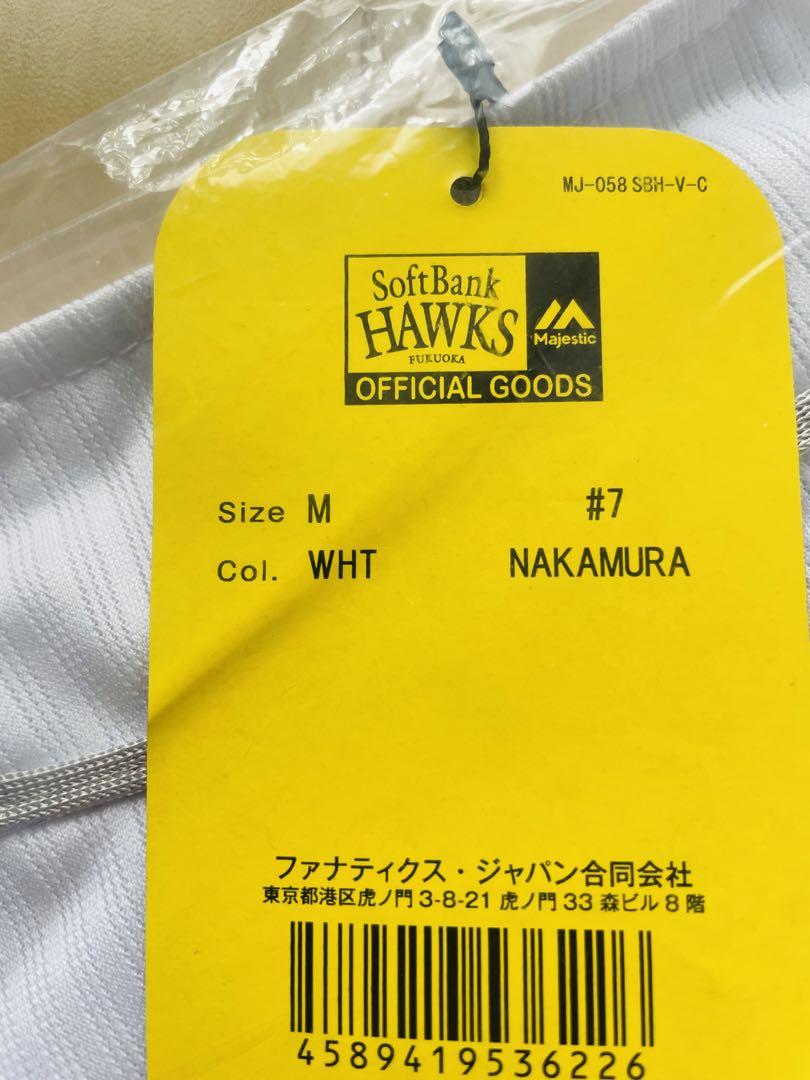 MJ-058 SBH-V-C
SoftBank
HAWKS
FUKUOKA
Majestic
OFFICIAL GOODS
Size M
#7
Col. WHT
NAKAMURA
ファナティクス・ジャパン合同会社
東京都港区虎ノ門 3-8-21 虎ノ門 33 森ビル 8 階
4589419536226